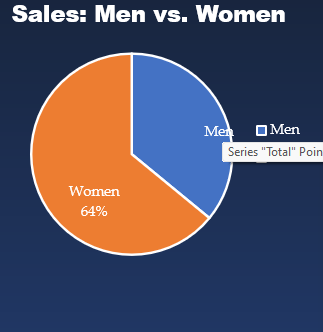 Sales: Men vs. Women
Men
Men
Series "Total" Poin
Women
64%